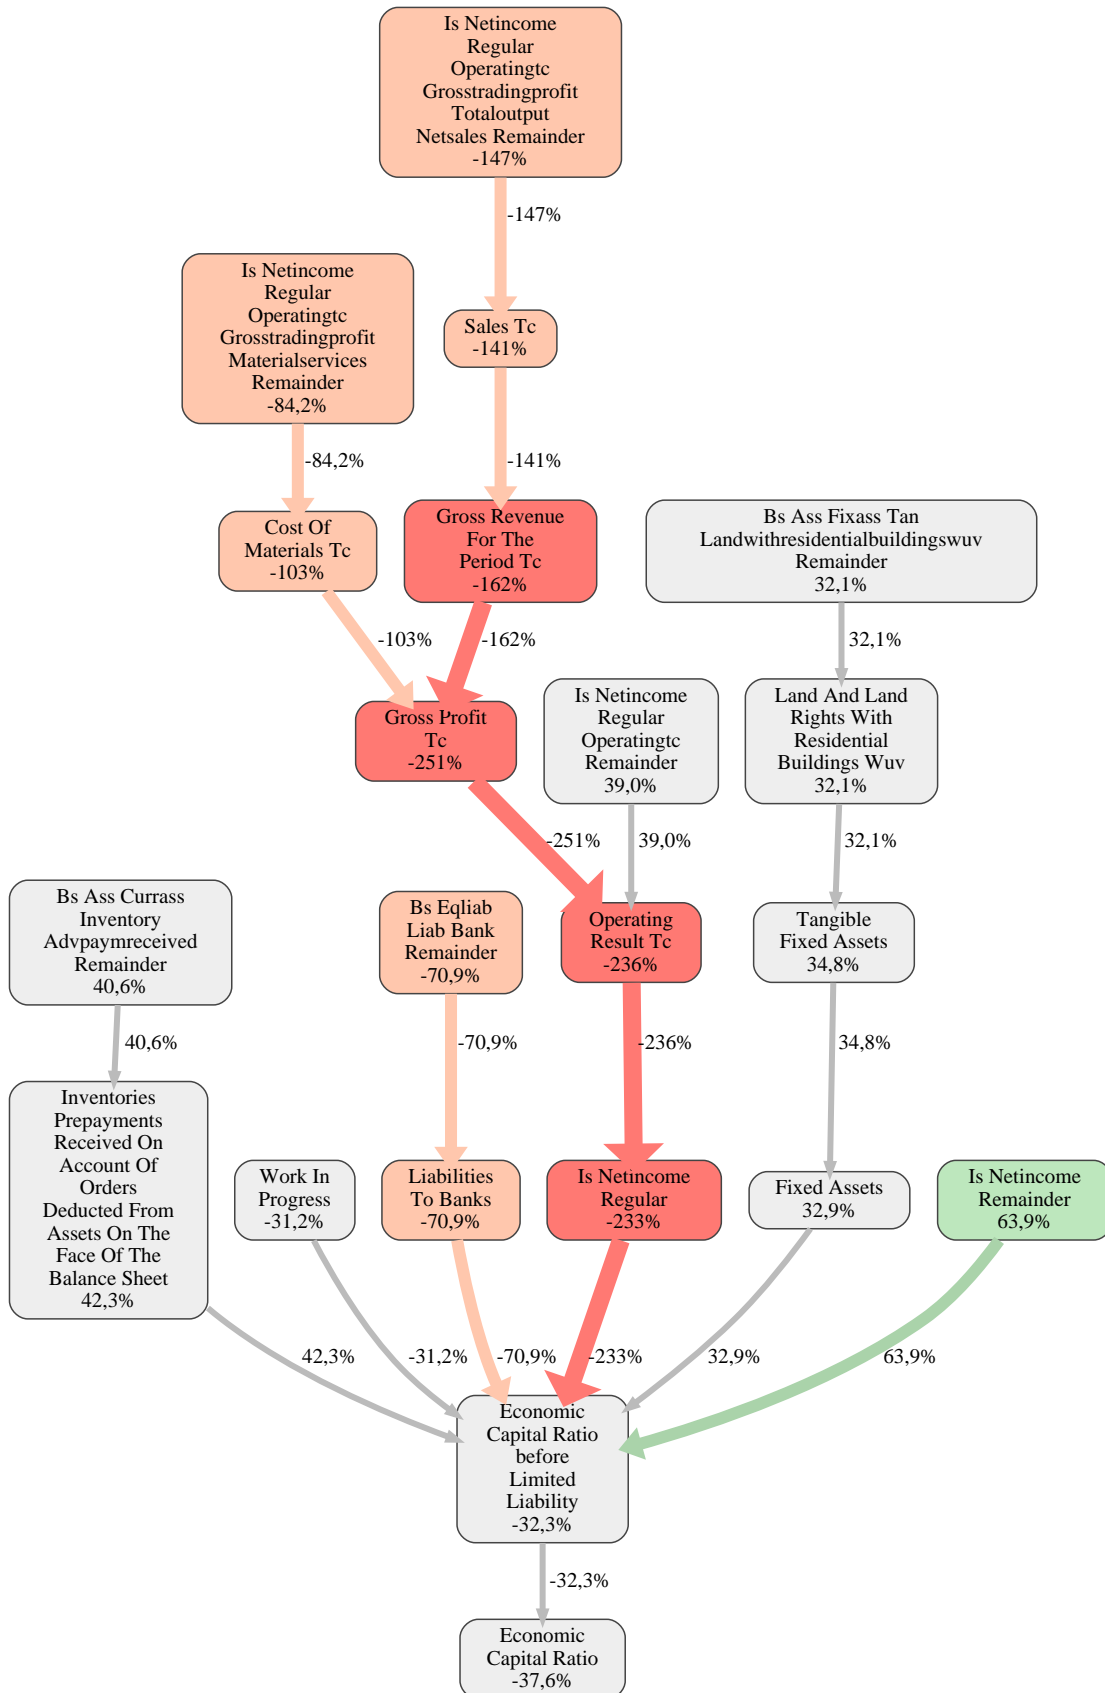 Is Netincome
Regular
Operatingtc
Grosstradingprofit
Totaloutput
Netsales Remainder
-147%
-147%
Is Netincome
Regular
Operatingtc
Grosstradingprofit
Materialservices
Remainder
-84,2%
Sales Tc
-141%
-84,2%
-141%
Cost Of
Materials Tc
-103%
Gross Revenue
For The
Period Tc
-162%
Bs Ass Fixass Tan
Landwithresidentialbuildingswuv
Remainder
32,1%
-103%
-162%
32,1%
Gross Profit
Tc
-251%
Is Netincome
Regular
Operatingtc
Remainder
39,0%
Land And Land
Rights With
Residential
Buildings Wuv
32,1%
-251%
39,0%
32,1%
Bs Ass Currass
Inventory
Advpaymreceived
Remainder
40,6%
Bs Eqliab
Liab Bank
Remainder
-70,9%
Operating
Result Tc
-236%
Tangible
Fixed Assets
34,8%
40,6%
-70,9%
-236%
34,8%
Inventories
Prepayments
Received On
Account Of
Orders
Deducted From
Assets On The
Face Of The
Balance Sheet
42,3%
Work In
Progress
-31,2%
Liabilities
To Banks
-70,9%
Is Netincome
Regular
-233%
Fixed Assets
32,9%
Is Netincome
Remainder
63,9%
42,3%
-31,2%
-70,9%
-233%
32,9%
63,9%
Economic
Capital Ratio
before
Limited
Liability
-32,3%
-32,3%
Economic
Capital Ratio
-37,6%